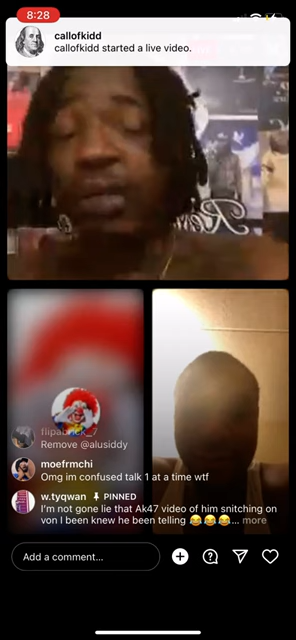 8:28
callofkidd
callofkidd started a live video.
flipatrick_7
Remove @alusiddy
moefrmchi
Omg im confused talk 1 at a time wtf
w.tyqwan PINNED
I'm not gone lie that Ak47 video of him snitching on
von I been knew he been telling 😂😂😂... more
Add a comment...